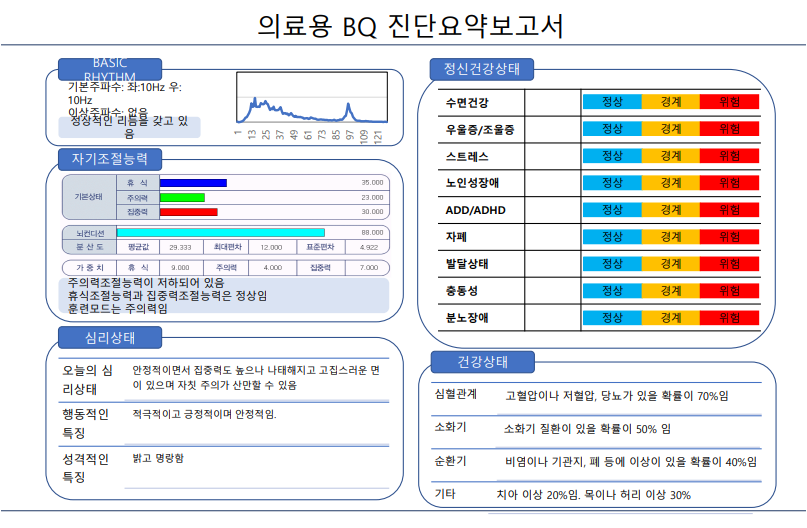 의료용 BQ 진단요약보고서
BASIC
RHYTHM
기본주파수: 좌:10Hz 우:
10Hz
이상주파수: 없음
정상적인 리듬을 갖고 있
음
1 13 25 37 49 61 73 85 97 109 121
자기조절능력
기본상태
휴 식 35.000
주의력 23.000
집중력 30.000
뇌컨디션 88.000
분 산 도 평균값 29.333 최대편차 12.000 표준편차 4.922
가 중 치 휴 식 9.000 주의력 4.000 집중력 7.000
주의력조절능력이 저하되어 있음
휴식조절능력과 집중력조절능력은 정상임
훈련모드는 주의력임
심리상태
오늘의 심
리상태
안정적이면서 집중력도 높으나 나태해지고 고집스러운 면
이 있으며 자칫 주의가 산만할 수 있음
행동적인
특징
적극적이고 긍정적이며 안정적임.
성격적인
특징
밝고 명랑함
정신건강상태
수면건강 정상 경계 위험
우울증/조울증 정상 경계 위험
스트레스 정상 경계 위험
노인성장애 정상 경계 위험
ADD/ADHD 정상 경계 위험
자폐 정상 경계 위험
발달상태 정상 경계 위험
충동성 정상 경계 위험
분노장애 정상 경계 위험
건강상태
심혈관계 고혈압이나 저혈압, 당뇨가 있을 확률이 70%임
소화기 소화기 질환이 있을 확률이 50% 임
순환기 비염이나 기관지, 폐 등에 이상이 있을 확률이 40%임
기타 치아 이상 20%임. 목이나 허리 이상 30%